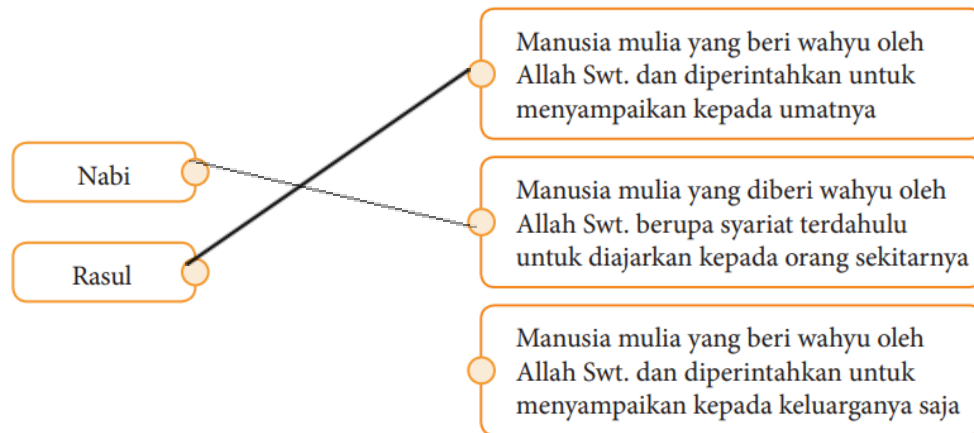 Nabi
Rasul
Manusia mulia yang beri wahyu oleh
Allah Swt. dan diperintahkan untuk
menyampaikan kepada umatnya
Manusia mulia yang diberi wahyu oleh
Allah Swt. berupa syariat terdahulu
untuk diajarkan kepada orang sekitarnya
Manusia mulia yang beri wahyu oleh
Allah Swt. dan diperintahkan untuk
menyampaikan kepada keluarganya saja